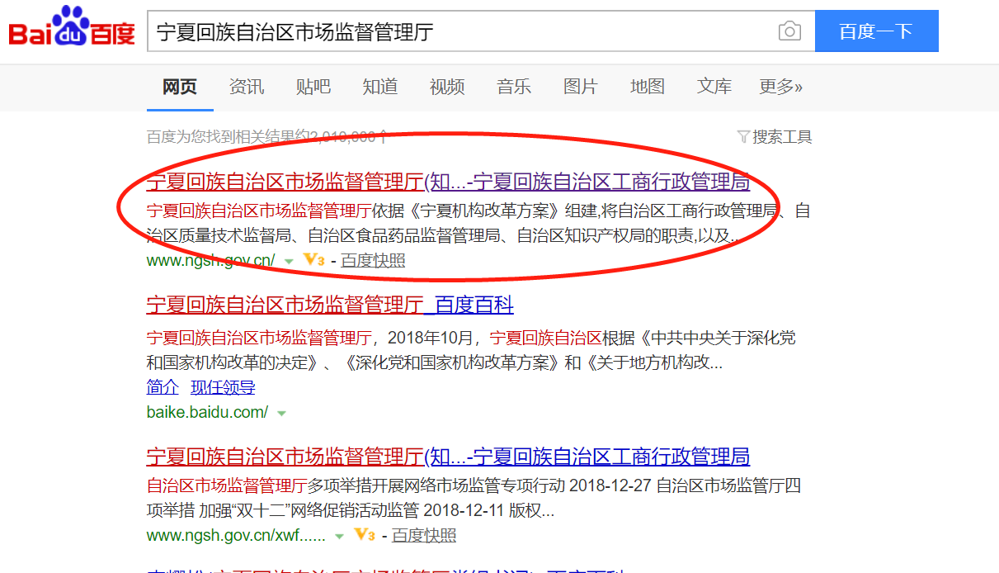 Bai du 百度
宁夏回族自治区市场监督管理厅
百度一下
网页 资讯 贴吧 知道 视频 音乐 图片 地图 文库 更多»
百度为您找到相关结果约2,010,000个
搜索工具
宁夏回族自治区市场监督管理厅(知...-宁夏回族自治区工商行政管理局
宁夏回族自治区市场监督管理厅依据《宁夏机构改革方案》组建,将自治区工商行政管理局、自
治区质量技术监督局、自治区食品药品监督管理局、自治区知识产权局的职责,以及...
www.ngsh.gov.cn/ V3 - 百度快照
宁夏回族自治区市场监督管理厅_百度百科
宁夏回族自治区市场监督管理厅，2018年10月，宁夏回族自治区根据《中共中央关于深化党
和国家机构改革的决定》、《深化党和国家机构改革方案》和《关于地方机构改...
简介 现任领导
baike.baidu.com/
宁夏回族自治区市场监督管理厅(知...-宁夏回族自治区工商行政管理局
自治区市场监督管理厅多项举措开展网络市场监管专项行动 2018-12-27 自治区市场监管厅四
项举措 加强“双十二”网络促销活动监管 2018-12-11 版权...
www.ngsh.gov.cn/xwf...... V3 - 百度快照